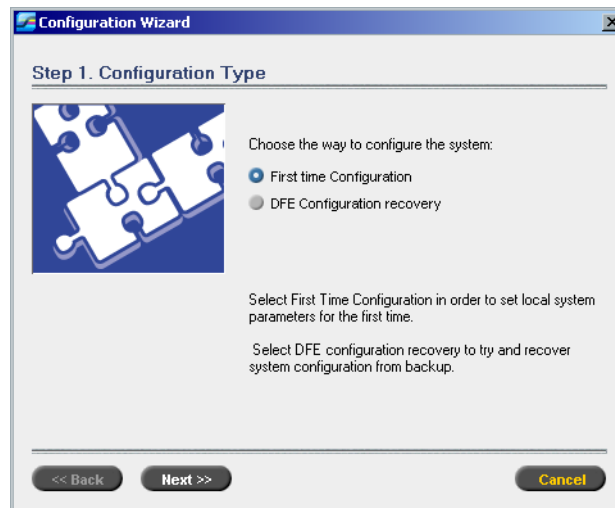 Configuration Wizard
Step 1. Configuration Type
Choose the way to configure the system:
First time Configuration
DFE Configuration recovery
Select First Time Configuration in order to set local system
parameters for the first time.
Select DFE configuration recovery to try and recover
system configuration from backup.
<< Back
Next >>
Cancel